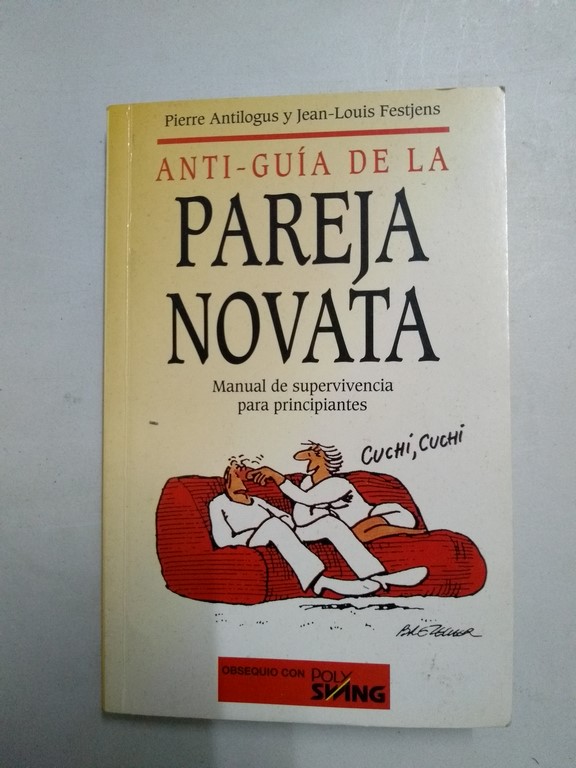 Pierre Antilogus y Jean-Louis Festjens
ANTI-GUÍA DE LA
PAREJA
NOVATA
Manual de supervivencia
para principiantes
CUCHI, CUCHI
OBSEQUIO CON POLY
SWING